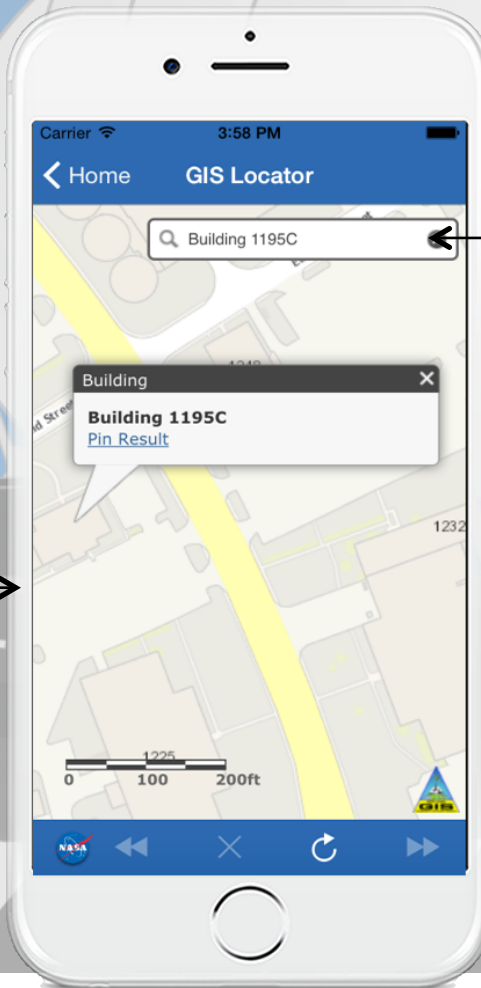 Carrier 3:58 PM
Home GIS Locator
Building 1195C
Building
Building 1195C
Pin Result
1232
1225
0 100 200ft
GIS
NASA